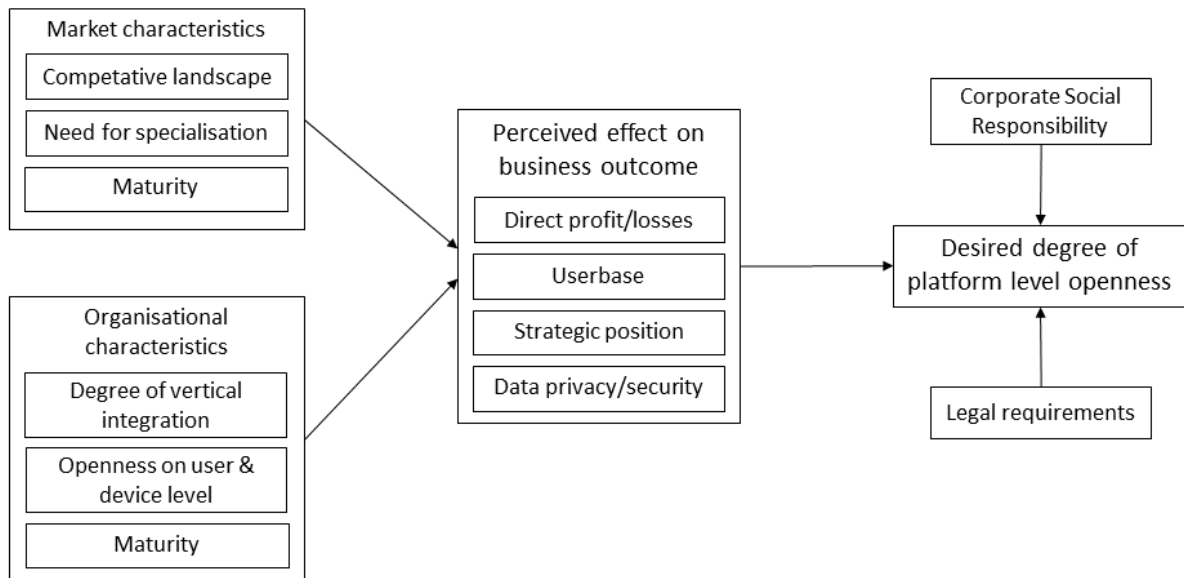 Market characteristics
Competative landscape
Need for specialisation
Maturity
Organisational
characteristics
Degree of vertical
integration
Openness on user &
device level
Maturity
Perceived effect on
business outcome
Direct profit/losses
Userbase
Strategic position
Data privacy/security
Corporate Social
Responsibility
Desired degree of
platform level openness
Legal requirements